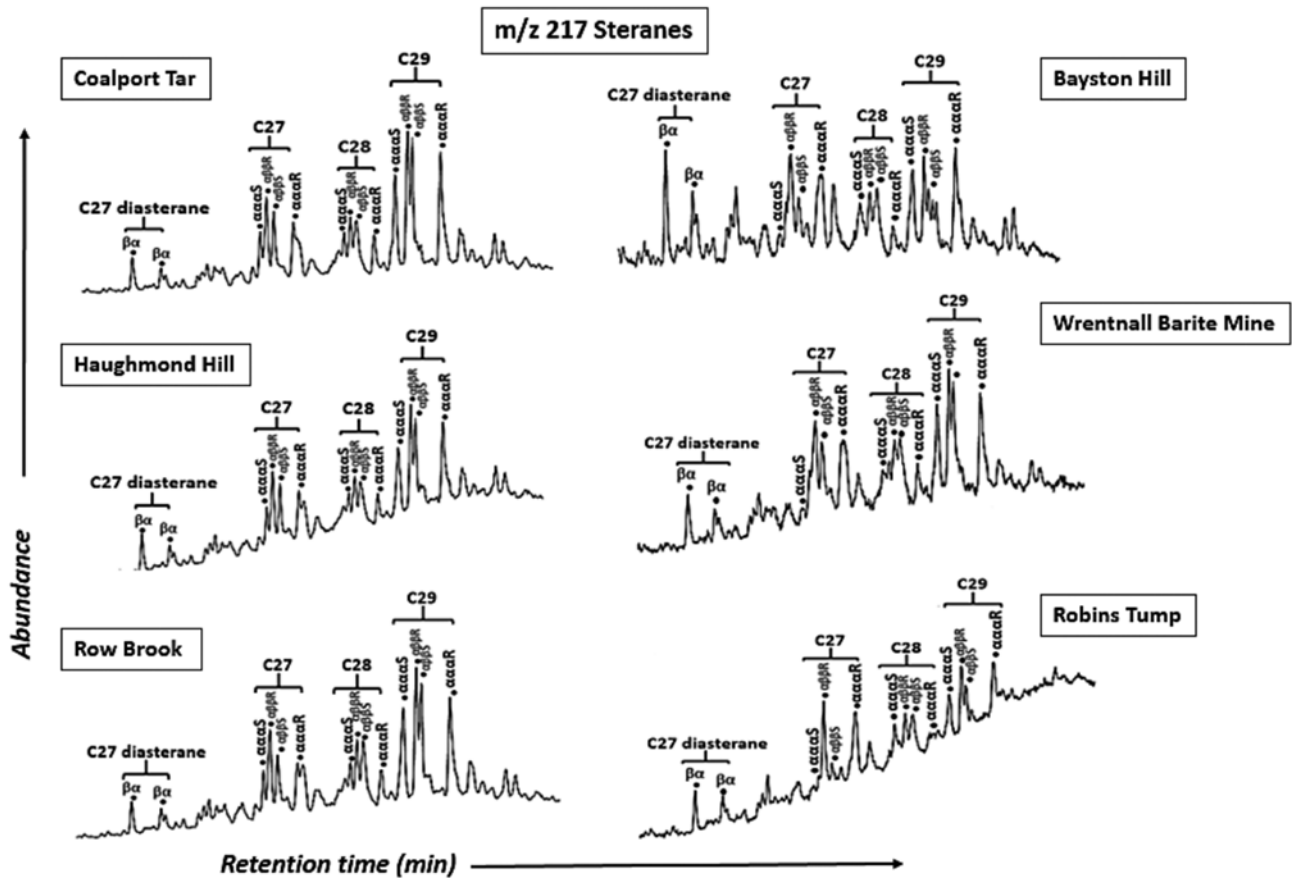 m/z 217 Steranes
Coalport Tar
C27 diasterane
βα
βα
C27
αααS
αββR
αββS
αααR
C28
αααS
αββR
αββS
αααR
C29
αααS
αββR
αββS
αααR
Bayston Hill
C27 diasterane
βα
βα
C27
αααS
αββR
αββS
αααR
C28
αααS
αββR
αββS
αααR
C29
αααS
αββR
αββS
αααR
Haughmond Hill
C27 diasterane
βα
βα
C27
αααS
αββR
αββS
αααR
C28
αααS
αββR
αββS
αααR
C29
αααS
αββR
αββS
αααR
Wrentnall Barite Mine
C27 diasterane
βα
βα
C27
αααS
αββR
αββS
αααR
C28
αααS
αββR
αββS
αααR
C29
αααS
αββR
αααR
Row Brook
C27 diasterane
βα
βα
C27
αααS
αββR
αββS
αααR
C28
αααS
αββR
αββS
αααR
C29
αααS
αββR
αββS
αααR
Robins Tump
C27 diasterane
βα
βα
C27
αααS
αββR
αββS
αααR
C28
αααS
αββR
αββS
αααR
C29
αααS
αββR
αββS
αααR
Abundance
Retention time (min)